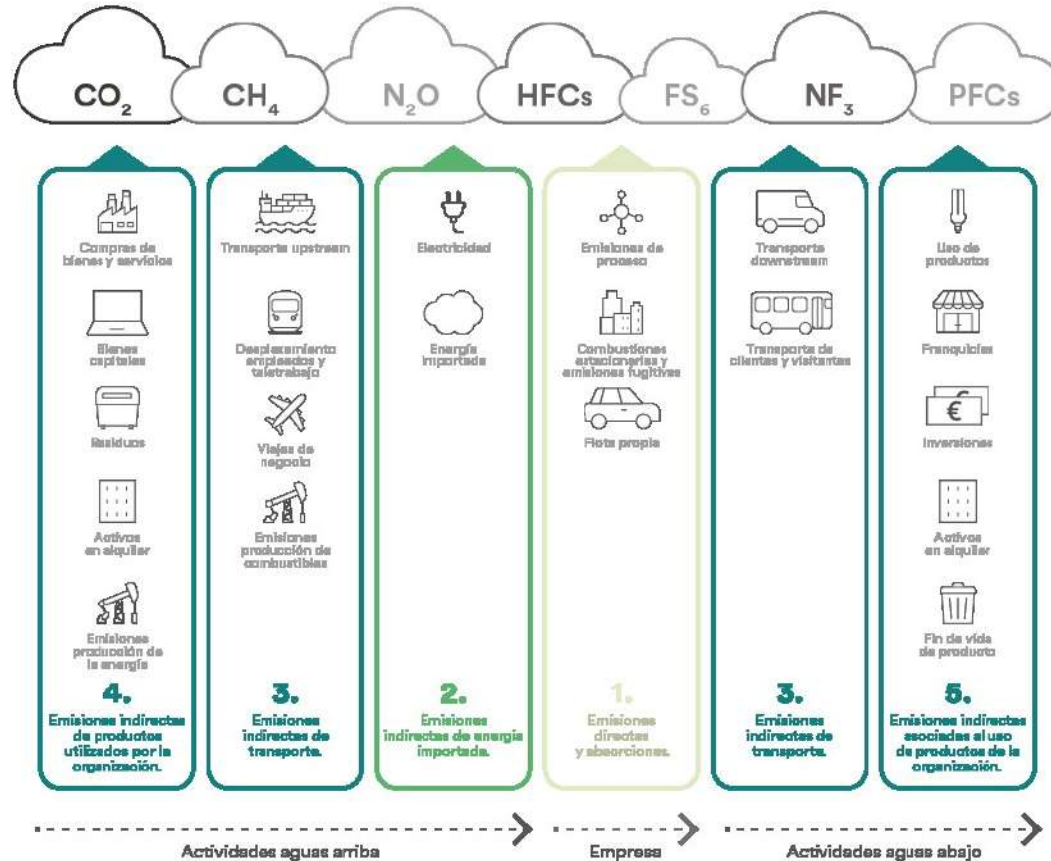 CO₂
CH₄
N₂O
HFCs
FS₆
NF₃
PFCs
Compras de
bienes y servicios
Bienes
capitales
Residuos
Activos
en alquiler
Emisiones
producción de
la energía
4.
Emisiones indirectas
de productos
utilizados por la
organización.
Transporte upstream
Desplazamiento
empleados y
teletrabajo
Viajes de
negocio
Emisiones
producción de
combustibles
3.
Emisiones
indirectas de
transporte.
Electricidad
Energía
importada
2.
Emisiones
indirectas de energía
importada.
Emisiones de
proceso
Combustiones
estacionarias y
emisiones fugitivas
Flota propia
1.
Emisiones
directas
y absorciones.
Transporte
downstream
Transporte de
clientes y visitantes
3.
Emisiones
indirectas de
transporte.
Uso de
productos
Franquicias
Inversiones
Activos
en alquiler
Fin de vida
de producto
5.
Emisiones indirectas
asociadas al uso
de productos de la
organización.
Actividades aguas arriba
Empresa
Actividades aguas abajo